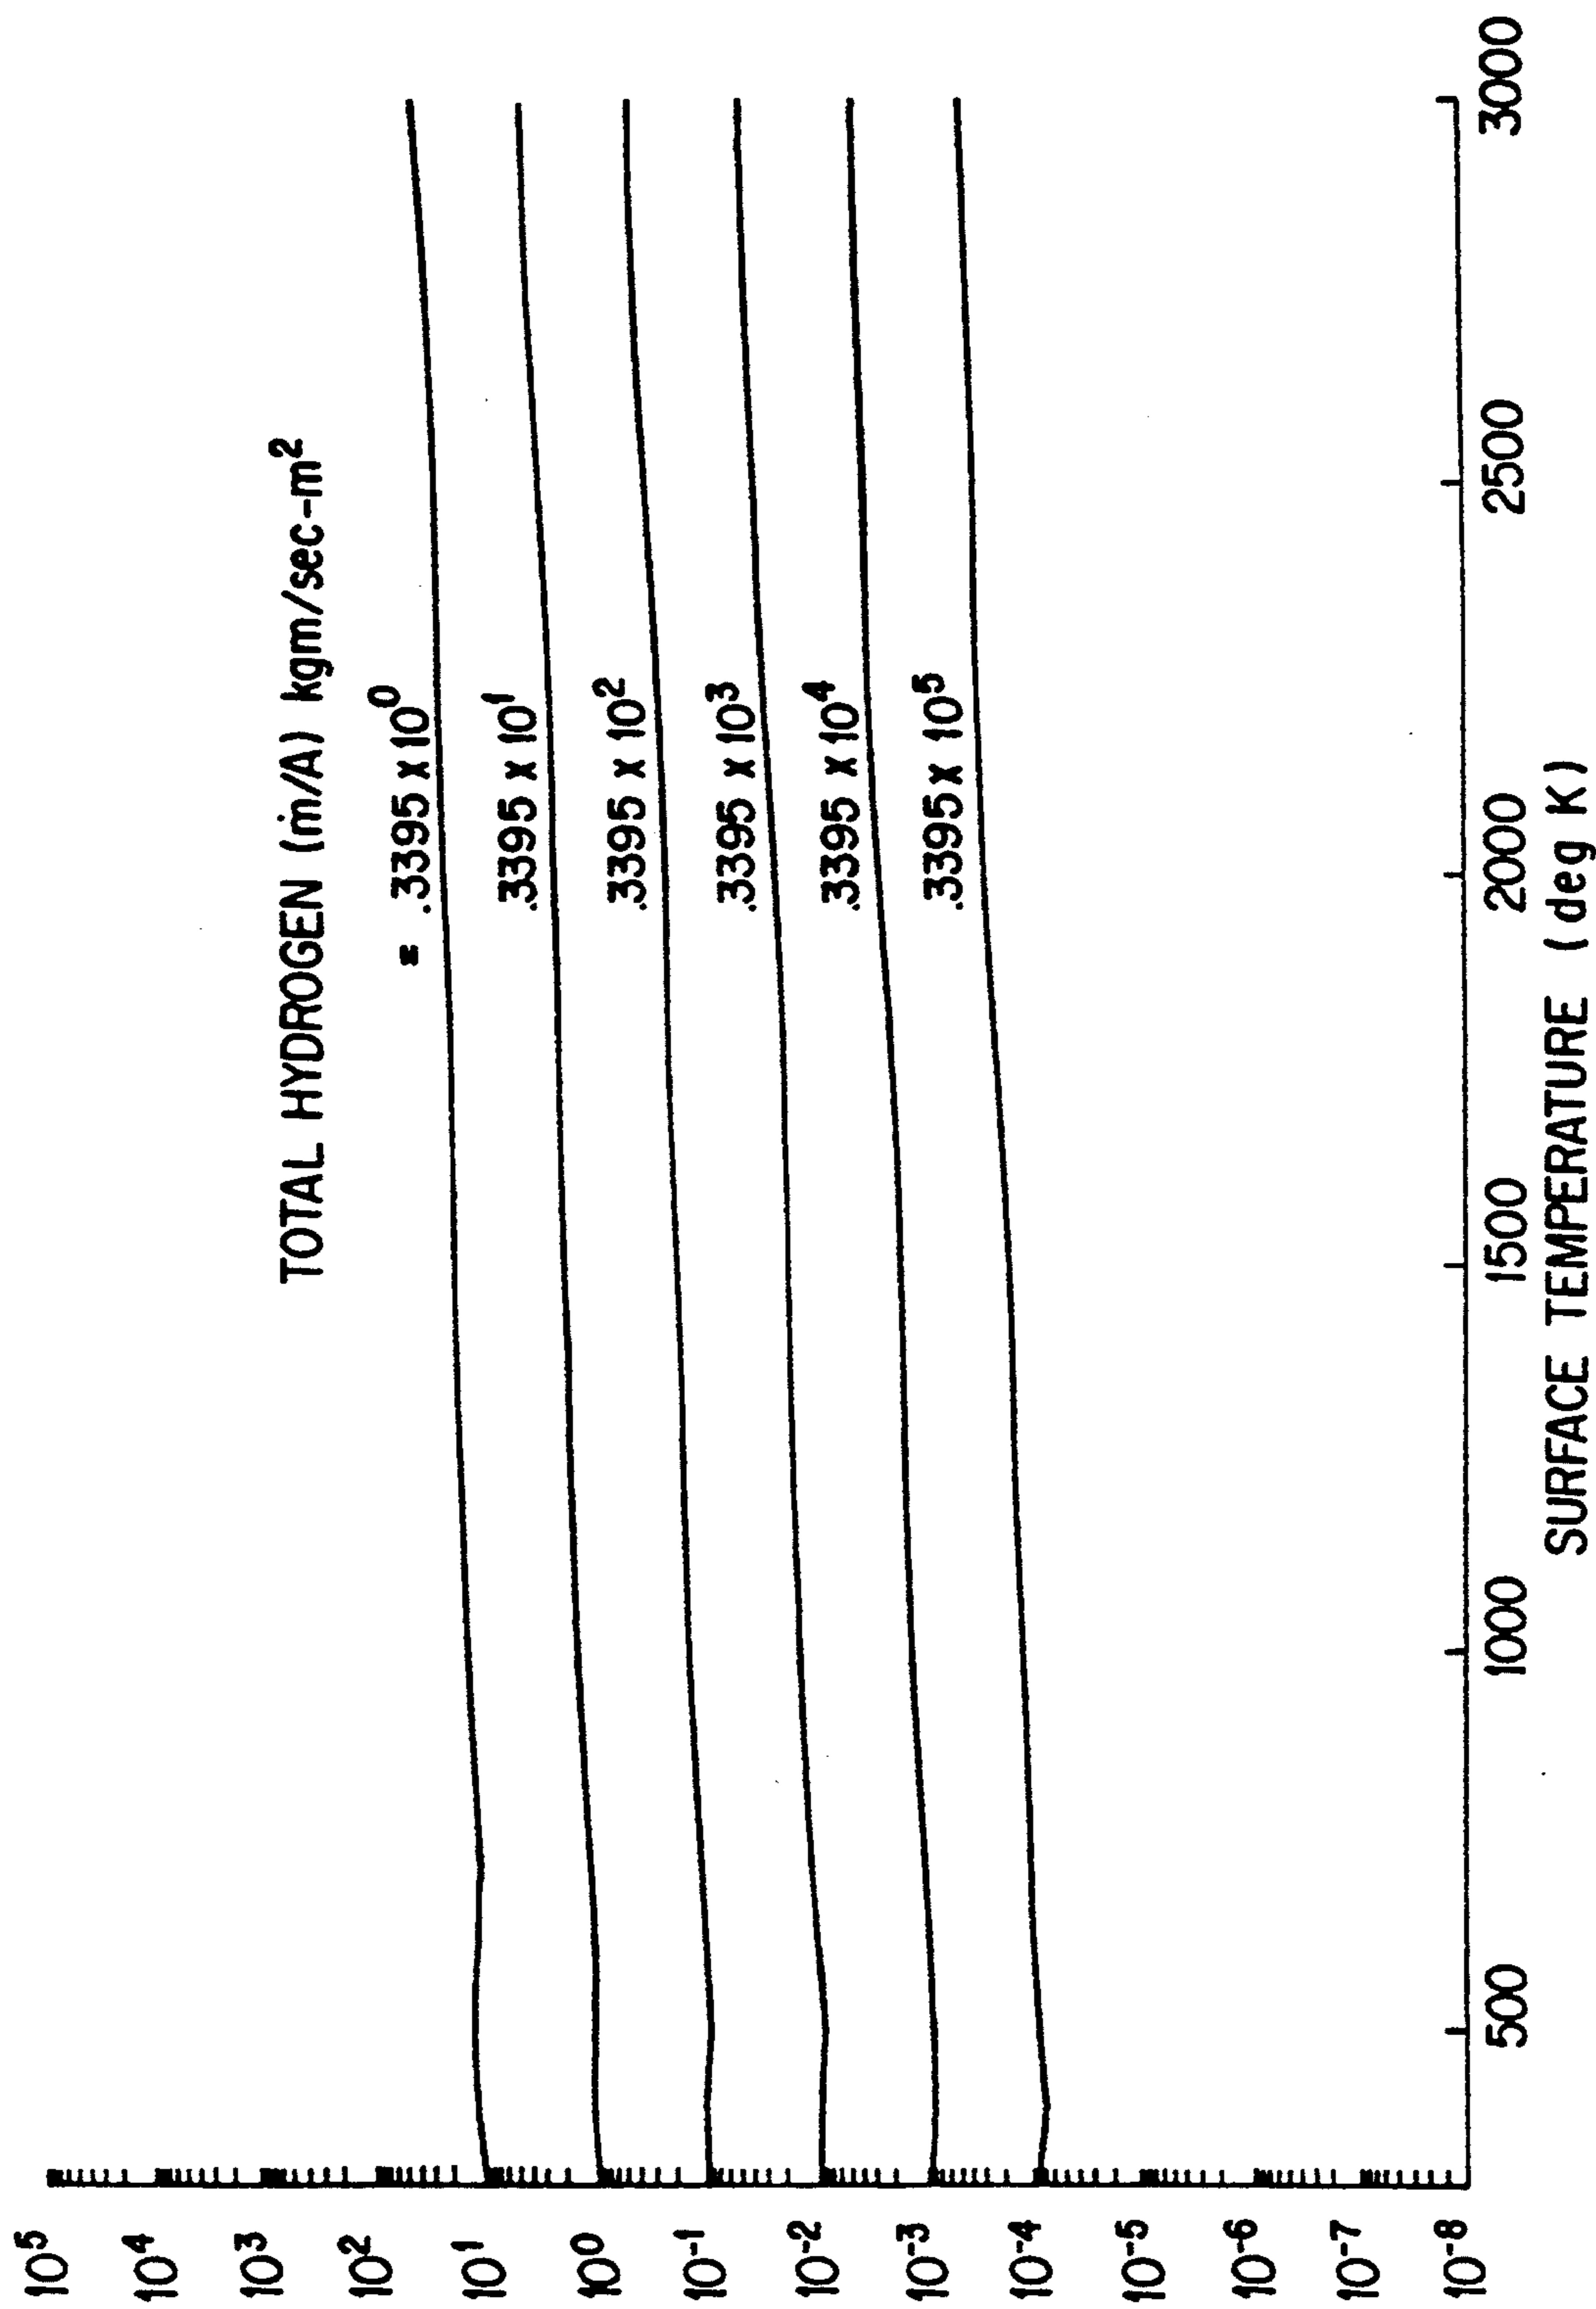 TOTAL HYDROGEN (ṁ/A) kgm/sec-m²
= .3395 x 10⁰
.3395 x 10¹
.3395 x 10²
.3395 x 10³
.3395 x 10⁴
.3395 x 10⁵
10⁵
10⁴
10³
10²
10¹
10⁰
10⁻¹
10⁻²
10⁻³
10⁻⁴
10⁻⁵
10⁻⁶
10⁻⁷
10⁻⁸
500 1000 1500 2000 2500 3000
SURFACE TEMPERATURE (deg K)